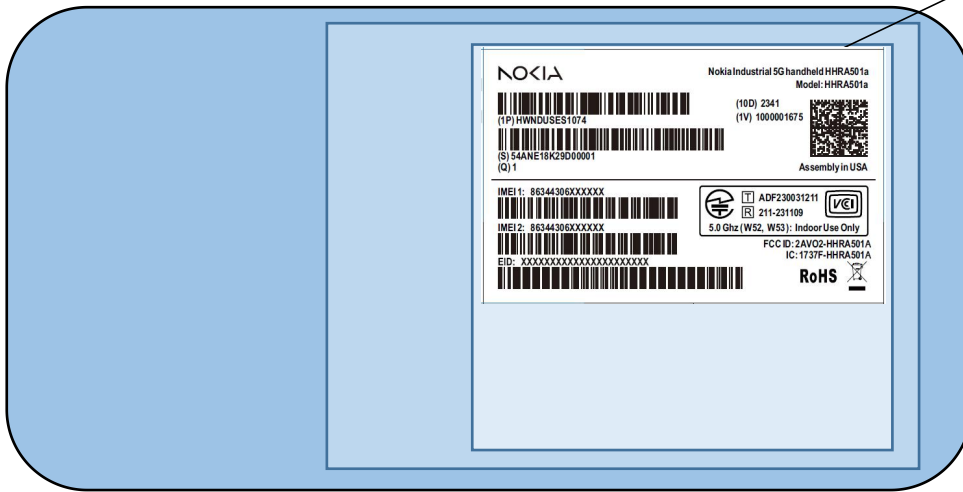 NOKIA
Nokia Industrial 5G handheld HHRA501a
Model: HHRA501a
(10D) 2341
(1P) HWNDUSES1074
(1V) 1000001675
(S) 54ANE18K29D00001
(Q) 1
Assembly in USA
IMEI 1: 86344306XXXXXX
T ADF230031211
R 211-231109
VCI
IMEI 2: 86344306XXXXXX
5.0 Ghz (W52, W53): Indoor Use Only
FCC ID: 2AVO2-HHRA501A
IC: 1737F-HHRA501A
EID: XXXXXXXXXXXXXXXXXXXXXX
RoHS